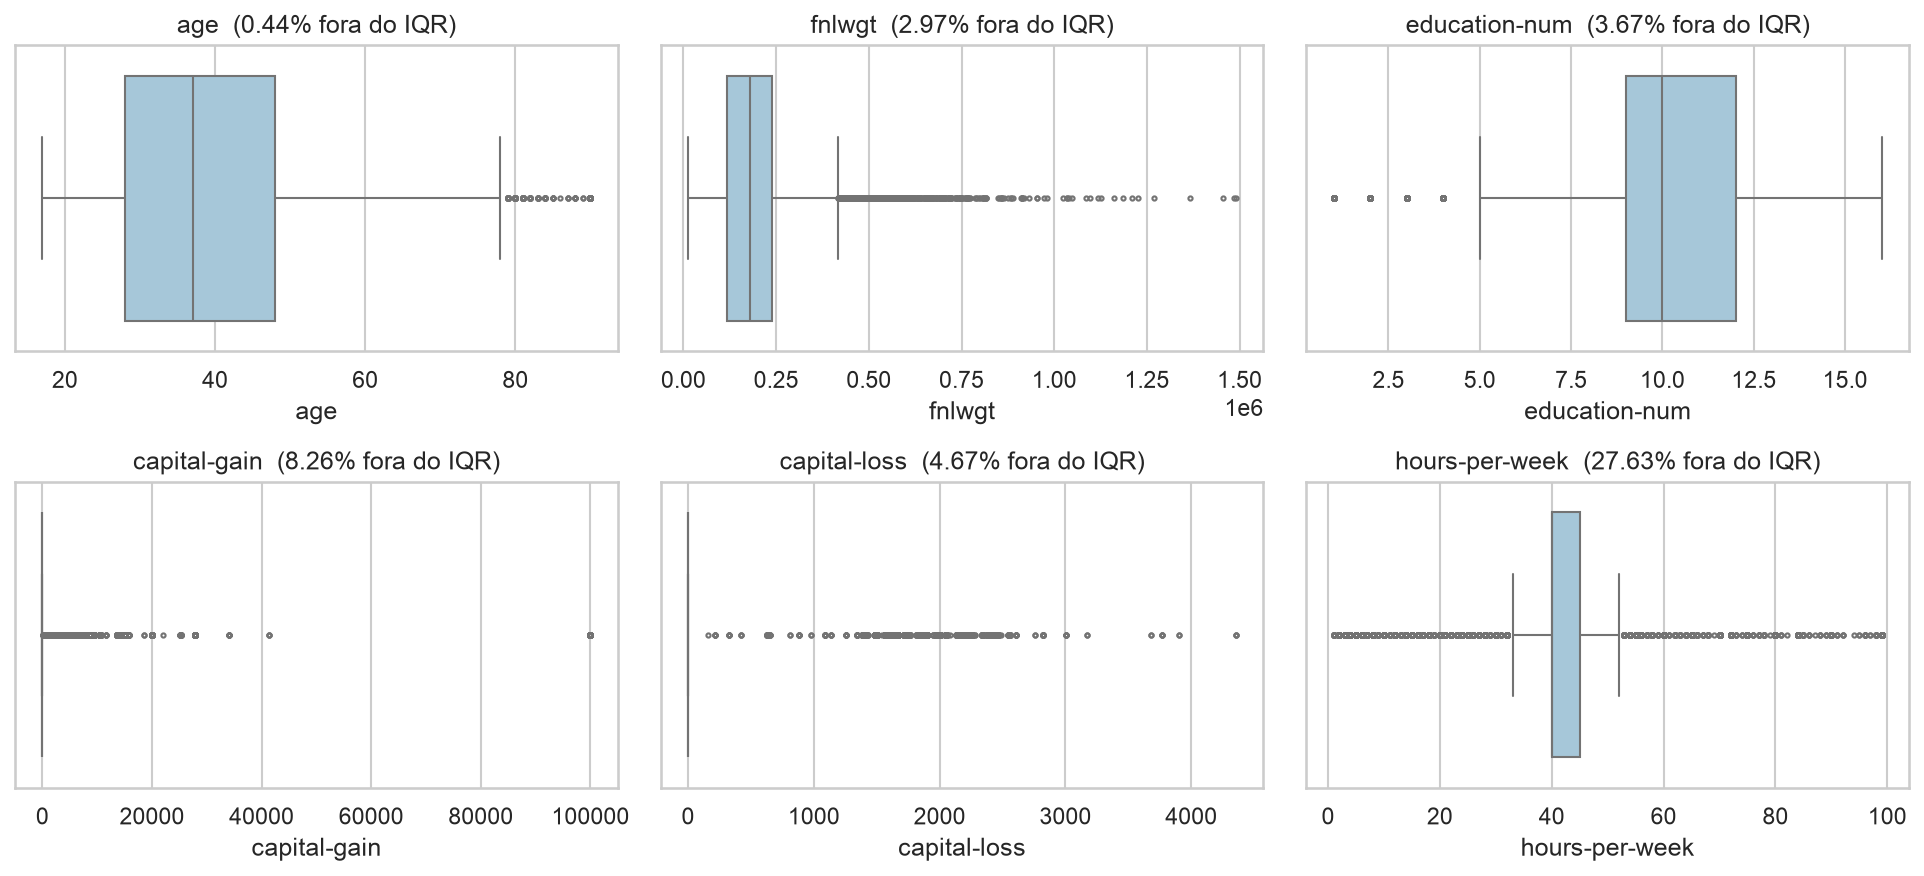 age  (0.44% fora do IQR)
fnlwgt  (2.97% fora do IQR)
education-num  (3.67% fora do IQR)
20 40 60 80
0.00 0.25 0.50 0.75 1.00 1.25 1.50
2.5 5.0 7.5 10.0 12.5 15.0
1e6
age
fnlwgt
education-num
capital-gain  (8.26% fora do IQR)
capital-loss  (4.67% fora do IQR)
hours-per-week  (27.63% fora do IQR)
0 20000 40000 60000 80000 100000
0 1000 2000 3000 4000
0 20 40 60 80 100
capital-gain
capital-loss
hours-per-week